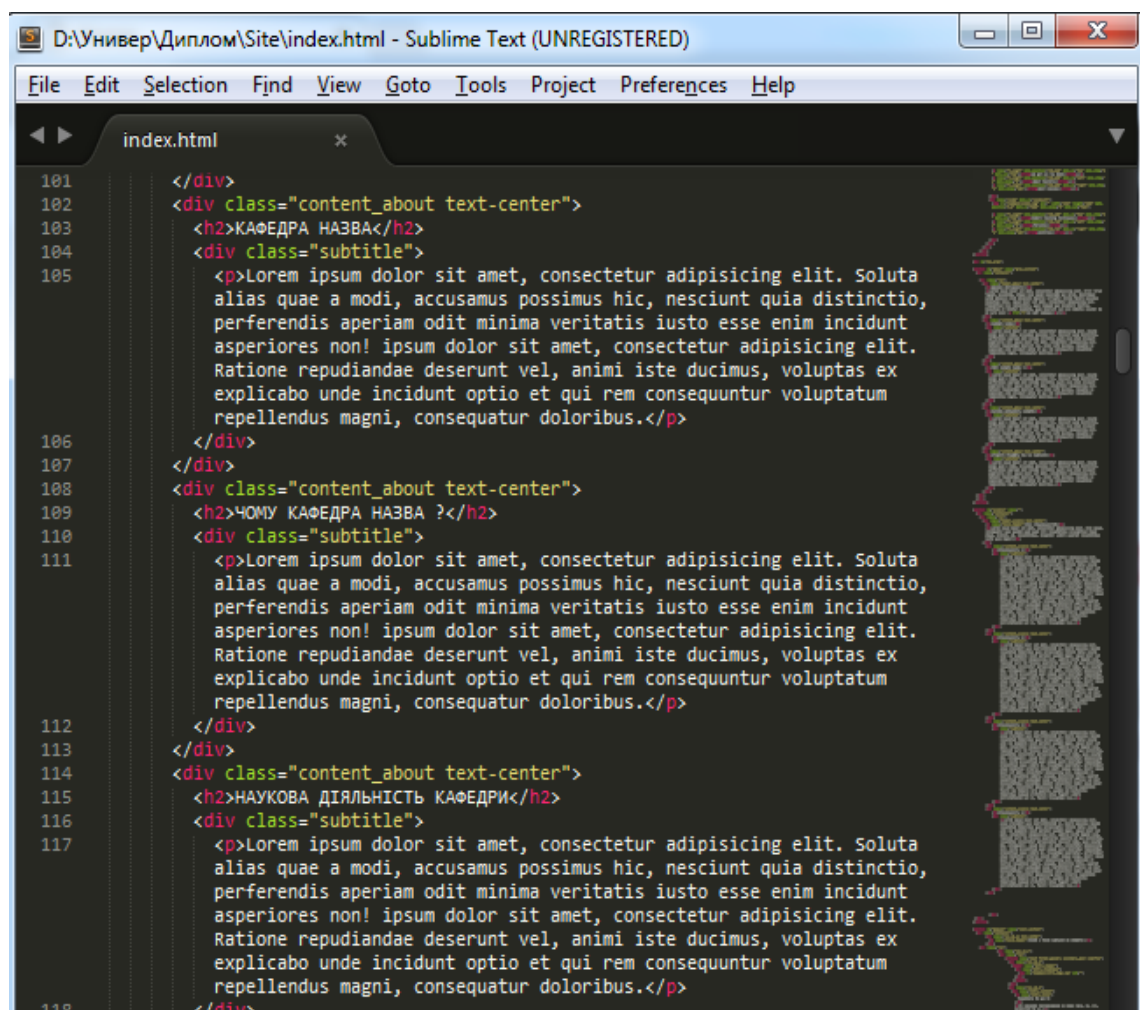 D:\Универ\Диплом\Site\index.html - Sublime Text (UNREGISTERED)
File Edit Selection Find View Goto Tools Project Preferences Help
index.html
101 </div>
102 <div class="content_about text-center">
103 <h2>КАФЕДРА НАЗВА</h2>
104 <div class="subtitle">
105 <p>Lorem ipsum dolor sit amet, consectetur adipisicing elit. Soluta
alias quae a modi, accusamus possimus hic, nesciunt quia distinctio,
perferendis aperiam odit minima veritatis iusto esse enim incidunt
asperiores non! ipsum dolor sit amet, consectetur adipisicing elit.
Ratione repudiandae deserunt vel, animi iste ducimus, voluptas ex
explicabo unde incidunt optio et qui rem consequuntur voluptatum
repellendus magni, consequatur doloribus.</p>
106 </div>
107 </div>
108 <div class="content_about text-center">
109 <h2>ЧОМУ КАФЕДРА НАЗВА ?</h2>
110 <div class="subtitle">
111 <p>Lorem ipsum dolor sit amet, consectetur adipisicing elit. Soluta
alias quae a modi, accusamus possimus hic, nesciunt quia distinctio,
perferendis aperiam odit minima veritatis iusto esse enim incidunt
asperiores non! ipsum dolor sit amet, consectetur adipisicing elit.
Ratione repudiandae deserunt vel, animi iste ducimus, voluptas ex
explicabo unde incidunt optio et qui rem consequuntur voluptatum
repellendus magni, consequatur doloribus.</p>
112 </div>
113 </div>
114 <div class="content_about text-center">
115 <h2>НАУКОВА ДІЯЛЬНІСТЬ КАФЕДРИ</h2>
116 <div class="subtitle">
117 <p>Lorem ipsum dolor sit amet, consectetur adipisicing elit. Soluta
alias quae a modi, accusamus possimus hic, nesciunt quia distinctio,
perferendis aperiam odit minima veritatis iusto esse enim incidunt
asperiores non! ipsum dolor sit amet, consectetur adipisicing elit.
Ratione repudiandae deserunt vel, animi iste ducimus, voluptas ex
explicabo unde incidunt optio et qui rem consequuntur voluptatum
repellendus magni, consequatur doloribus.</p>
118 </div>